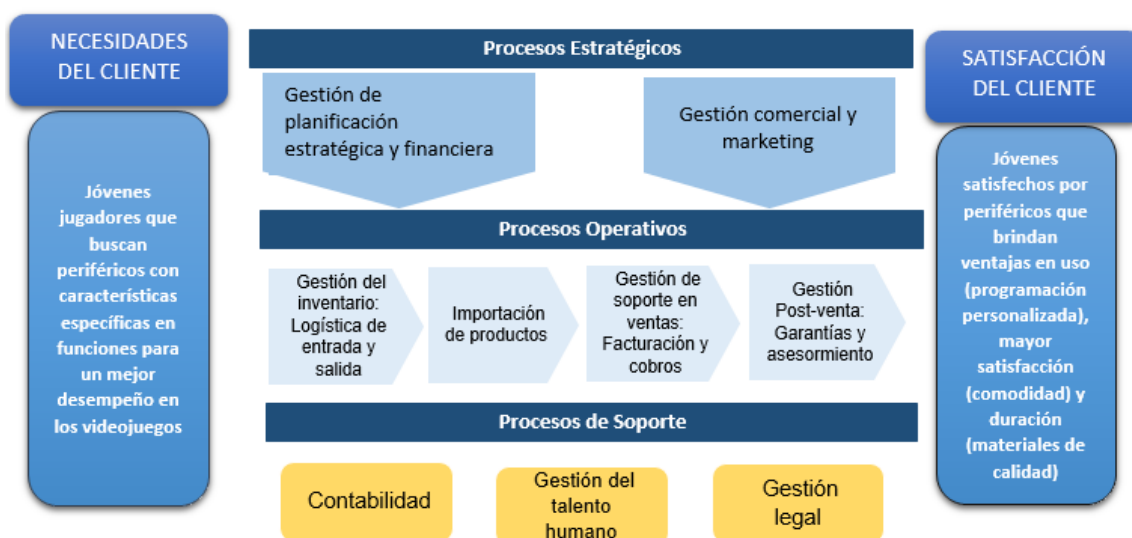 NECESIDADES
DEL CLIENTE
Jóvenes
jugadores que
buscan
periféricos con
características
específicas en
funciones para
un mejor
desempeño en
los videojuegos
Procesos Estratégicos
Gestión de
planificación
estratégica y financiera
Gestión comercial y
marketing
Procesos Operativos
Gestión del
inventario:
Logística de
entrada y
salida
Importación
de productos
Gestión de
soporte en
ventas:
Facturación y
cobros
Gestión
Post-venta:
Garantías y
asesormiento
Procesos de Soporte
Contabilidad
Gestión del
talento
humano
Gestión
legal
SATISFACCIÓN
DEL CLIENTE
Jóvenes
satisfechos por
periféricos que
brindan
ventajas en uso
(programación
personalizada),
mayor
satisfacción
(comodidad) y
duración
(materiales de
calidad)